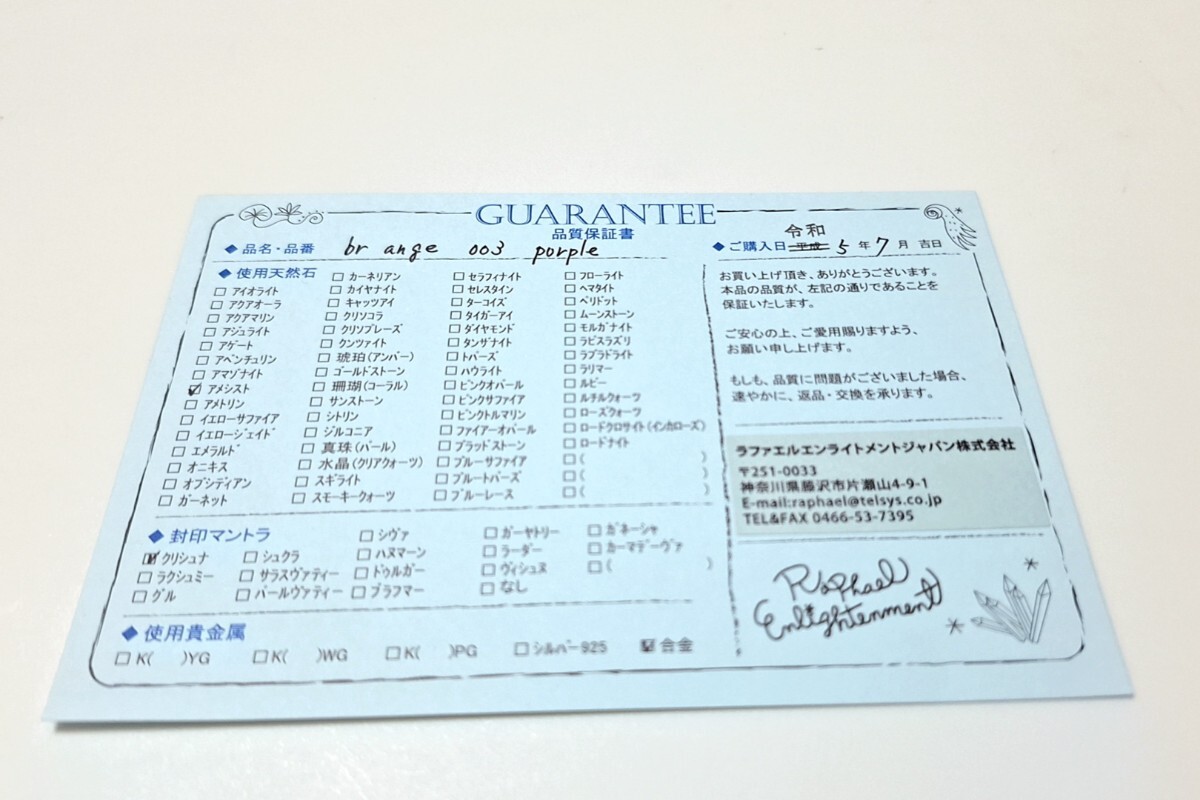 GUARANTEE
品質保証書
◆品名・品番 br ange 003 purple
◆使用天然石
□アイオライト
□アクアオーラ
□アクアマリン
□アジュライト
□アゲート
□アベンチュリン
□アマゾナイト
☑アメシスト
□アメトリン
□イエローサファイア
□イエロージェイド
□エメラルド
□オニキス
□オブシディアン
□ガーネット
□カーネリアン
□カイヤナイト
□キャッツアイ
□クリソコラ
□クリソプレーズ
□クンツァイト
□琥珀(アンバー)
□ゴールドストーン
□珊瑚(コーラル)
□サンストーン
□シトリン
□ジルコニア
□真珠(パール)
□水晶(クリアクォーツ)
□スギライト
□スモーキークォーツ
□セラフィナイト
□セレスタイン
□ターコイズ
□タイガーアイ
□ダイヤモンド
□タンザナイト
□トパーズ
□ハウライト
□ピンクオパール
□ピンクサファイア
□ピンクトルマリン
□ファイアーオパール
□ブラッドストーン
□ブルーサファイア
□ブルートパーズ
□ブルーレース
□フローライト
□ヘマタイト
□ペリドット
□ムーンストーン
□モルガナイト
□ラピスラズリ
□ラブラドライト
□ラリマー
□ルビー
□ルチルクォーツ
□ローズクォーツ
□ロードクロサイト(インカローズ)
□ロードナイト
□( )
□( )
□( )
◆封印マントラ
☑クリシュナ
□ラクシュミー
□グル
□シュクラ
□サラスヴァティー
□パールヴァティー
□シヴァ
□ハヌマーン
□ドゥルガー
□ブラフマー
□ガーヤトリー
□ラーダー
□ヴィシュヌ
□なし
□ガネーシャ
□カーマデーヴァ
□( )
◆使用貴金属
□K( )YG □K( )WG □K( )PG □シルバー925 ☑合金
令和
◆ご購入日 平成 5年7月 吉日
お買い上げ頂き、ありがとうございます。
本品の品質が、左記の通りであることを
保証いたします。
ご安心の上、ご愛用賜りますよう、
お願い申し上げます。
もしも、品質に問題がございました場合、
速やかに、返品・交換を承ります。
ラファエルエンライトメントジャパン株式会社
〒251-0033
神奈川県藤沢市片瀬山4-9-1
E-mail:raphael@telsys.co.jp
TEL&FAX 0466-53-7395
Raphael
Enlightenment